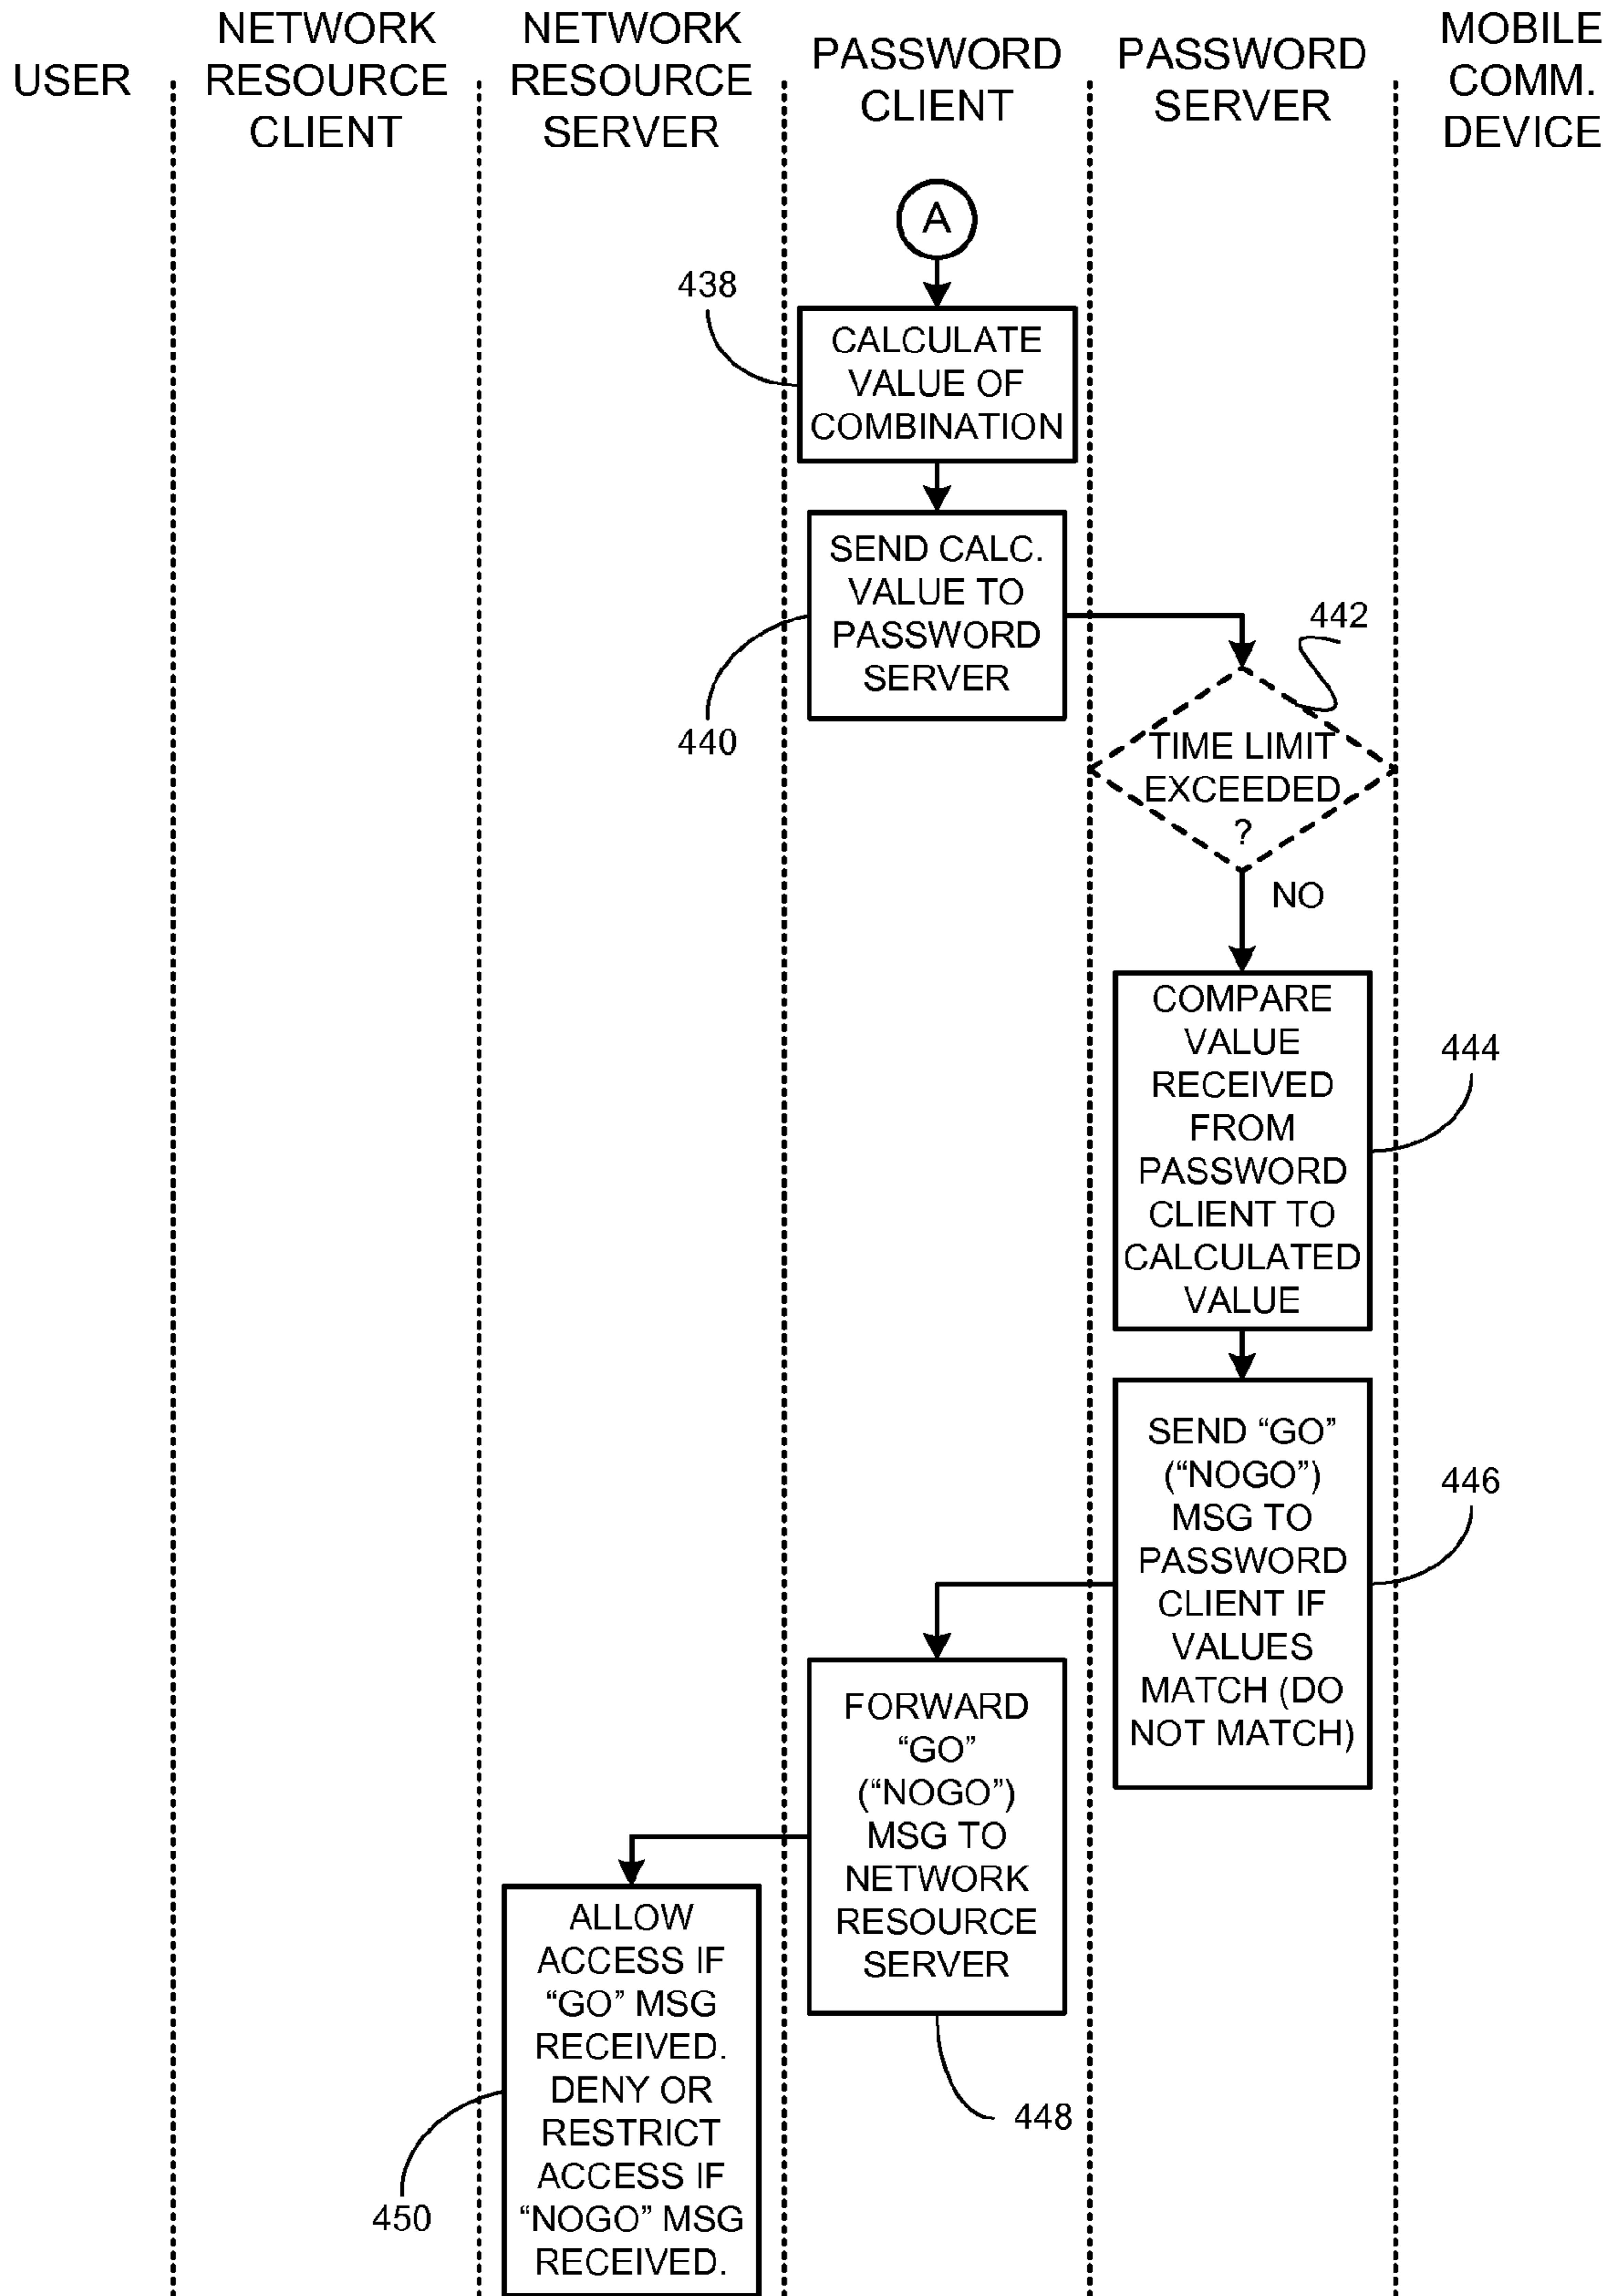 USER
NETWORK
RESOURCE
CLIENT
NETWORK
RESOURCE
SERVER
PASSWORD
CLIENT
PASSWORD
SERVER
MOBILE
COMM.
DEVICE
A
438
CALCULATE
VALUE OF
COMBINATION
SEND CALC.
VALUE TO
PASSWORD
SERVER
440
442
TIME LIMIT
EXCEEDED
?
NO
COMPARE
VALUE
RECEIVED
FROM
PASSWORD
CLIENT TO
CALCULATED
VALUE
444
SEND “GO”
(“NOGO”)
MSG TO
PASSWORD
CLIENT IF
VALUES
MATCH (DO
NOT MATCH)
446
FORWARD
“GO”
(“NOGO”)
MSG TO
NETWORK
RESOURCE
SERVER
448
ALLOW
ACCESS IF
“GO” MSG
RECEIVED.
DENY OR
RESTRICT
ACCESS IF
“NOGO” MSG
RECEIVED.
450